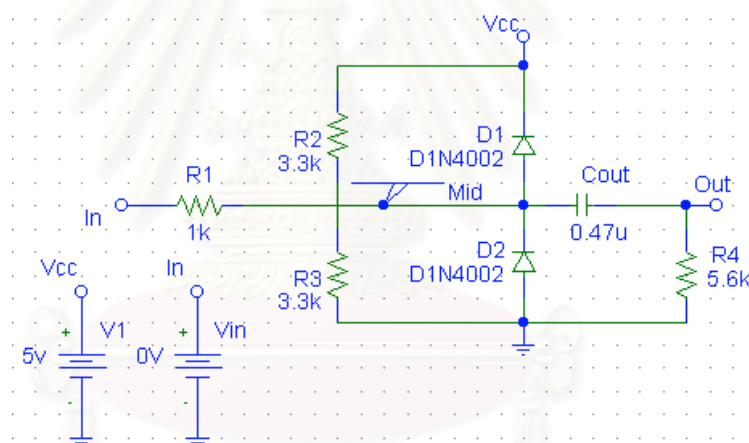 Vcc
R2
3.3k
D1
D1N4002
R1
1k
In
Mid
Cout
0.47u
Out
R3
3.3k
D2
D1N4002
R4
5.6k
Vcc
In
+
V1
5v
-
+
Vin
0V
-